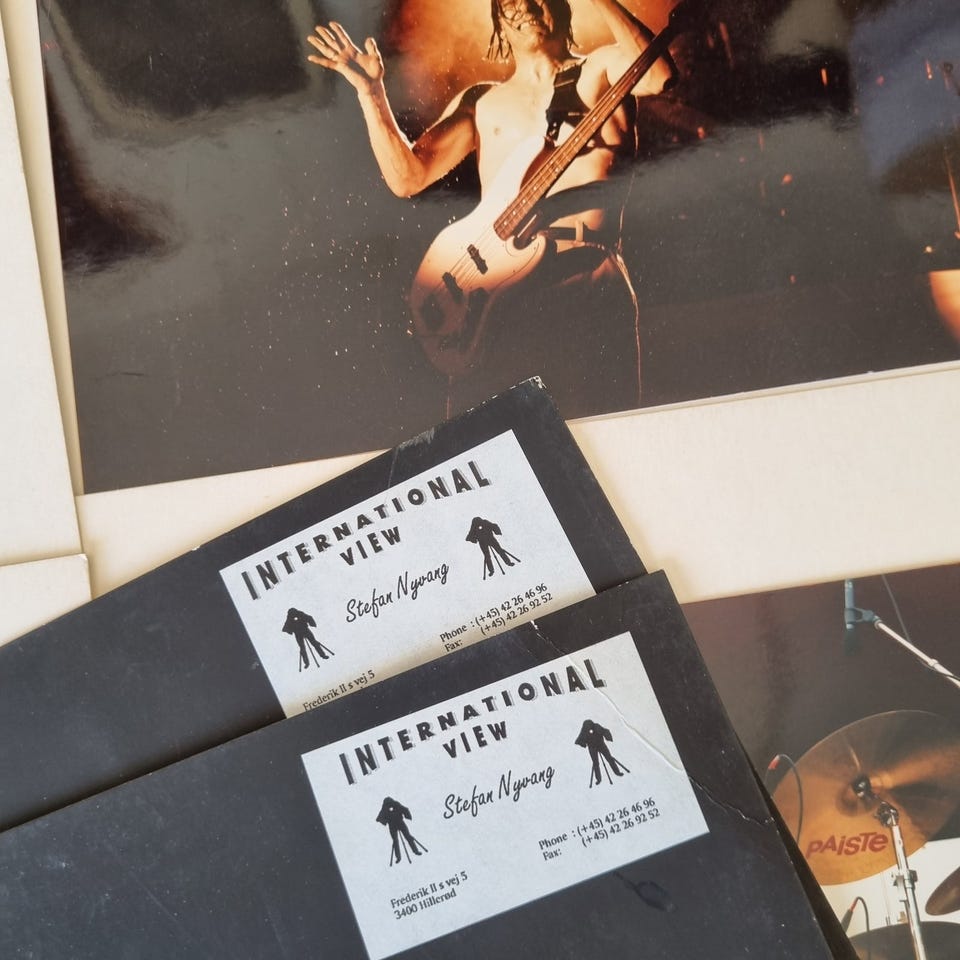 INTERNATIONAL
VIEW
Stefan Nyvang
Phone : (+45) 42 26 46 96
Fax: (+45) 42 26 92 52
Frederik II s vej 5
INTERNATIONAL
VIEW
Stefan Nyvang
Phone : (+45) 42 26 46 96
Fax: (+45) 42 26 92 52
Frederik II s vej 5
3400 Hillerød
PAiSTe